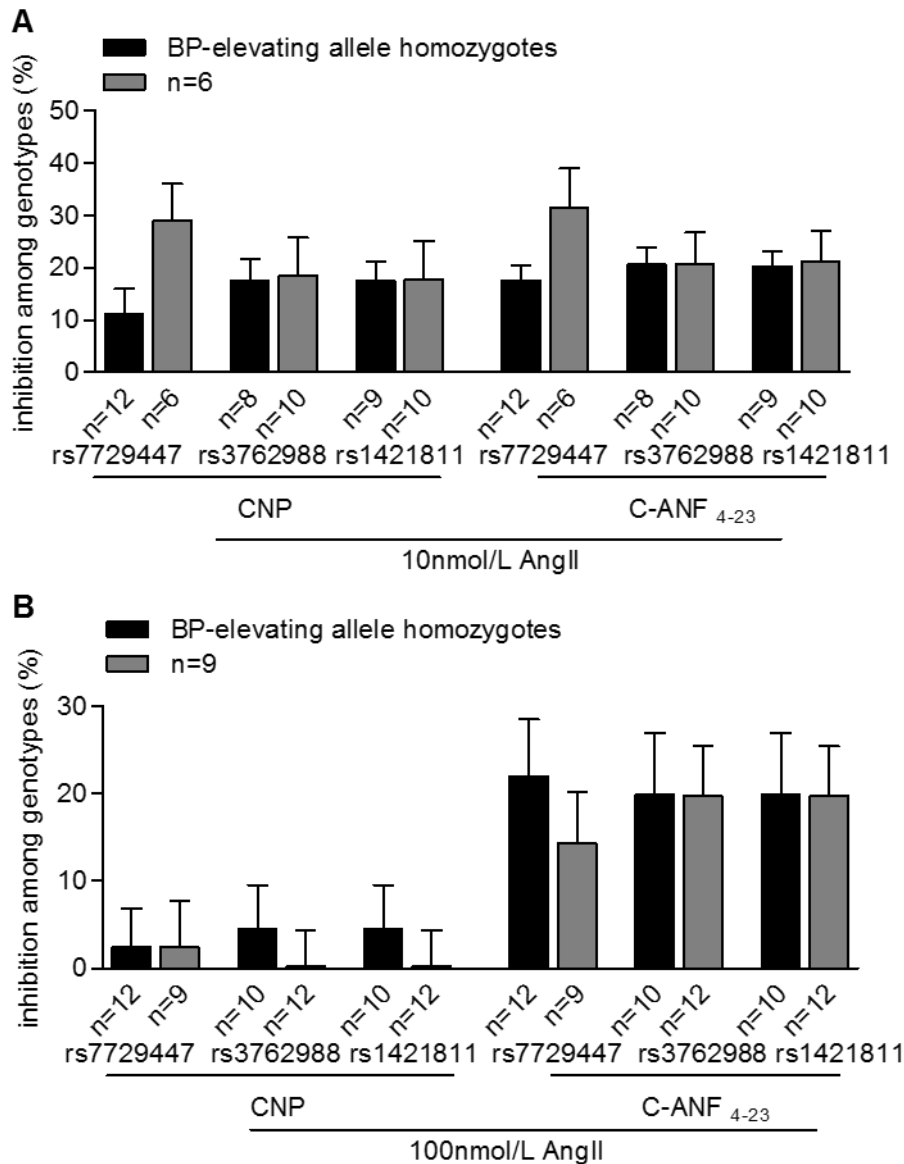 A
BP-elevating allele homozygotes
n=6
inhibition among genotypes (%)
50
40
30
20
10
0
n=12 n=6 n=8 n=10 n=9 n=10 n=12 n=6 n=8 n=10 n=9 n=10
rs7729447 rs3762988 rs1421811 rs7729447 rs3762988 rs1421811
CNP C-ANF 4-23
10nmol/L AngII
B
BP-elevating allele homozygotes
n=9
inhibition among genotypes (%)
30
20
10
0
n=12 n=9 n=10 n=12 n=10 n=12 n=12 n=9 n=10 n=12 n=10 n=12
rs7729447 rs3762988 rs1421811 rs7729447 rs3762988 rs1421811
CNP C-ANF 4-23
100nmol/L AngII